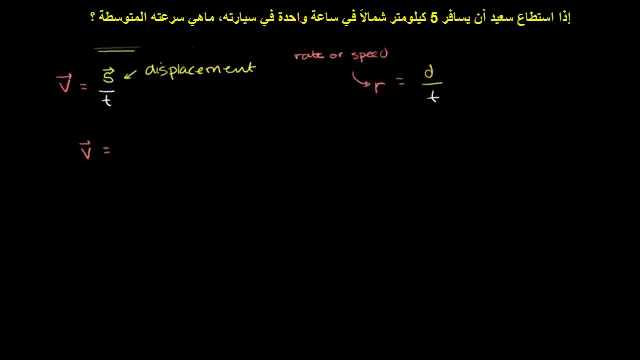 إذا استطاع سعيد أن يسافر 5 كيلومتر شمالاً في ساعة واحدة في سيارته، ماهي سرعته المتوسطة ؟
rate or speed
v = s/t displacement
r = d/t
v =